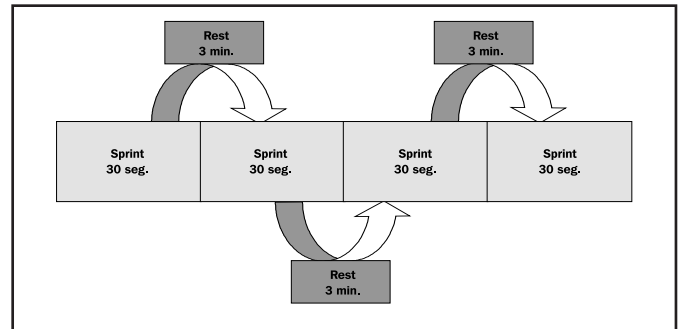 Rest
3 min.
Rest
3 min.
Sprint
30 seg.
Sprint
30 seg.
Sprint
30 seg.
Sprint
30 seg.
Rest
3 min.